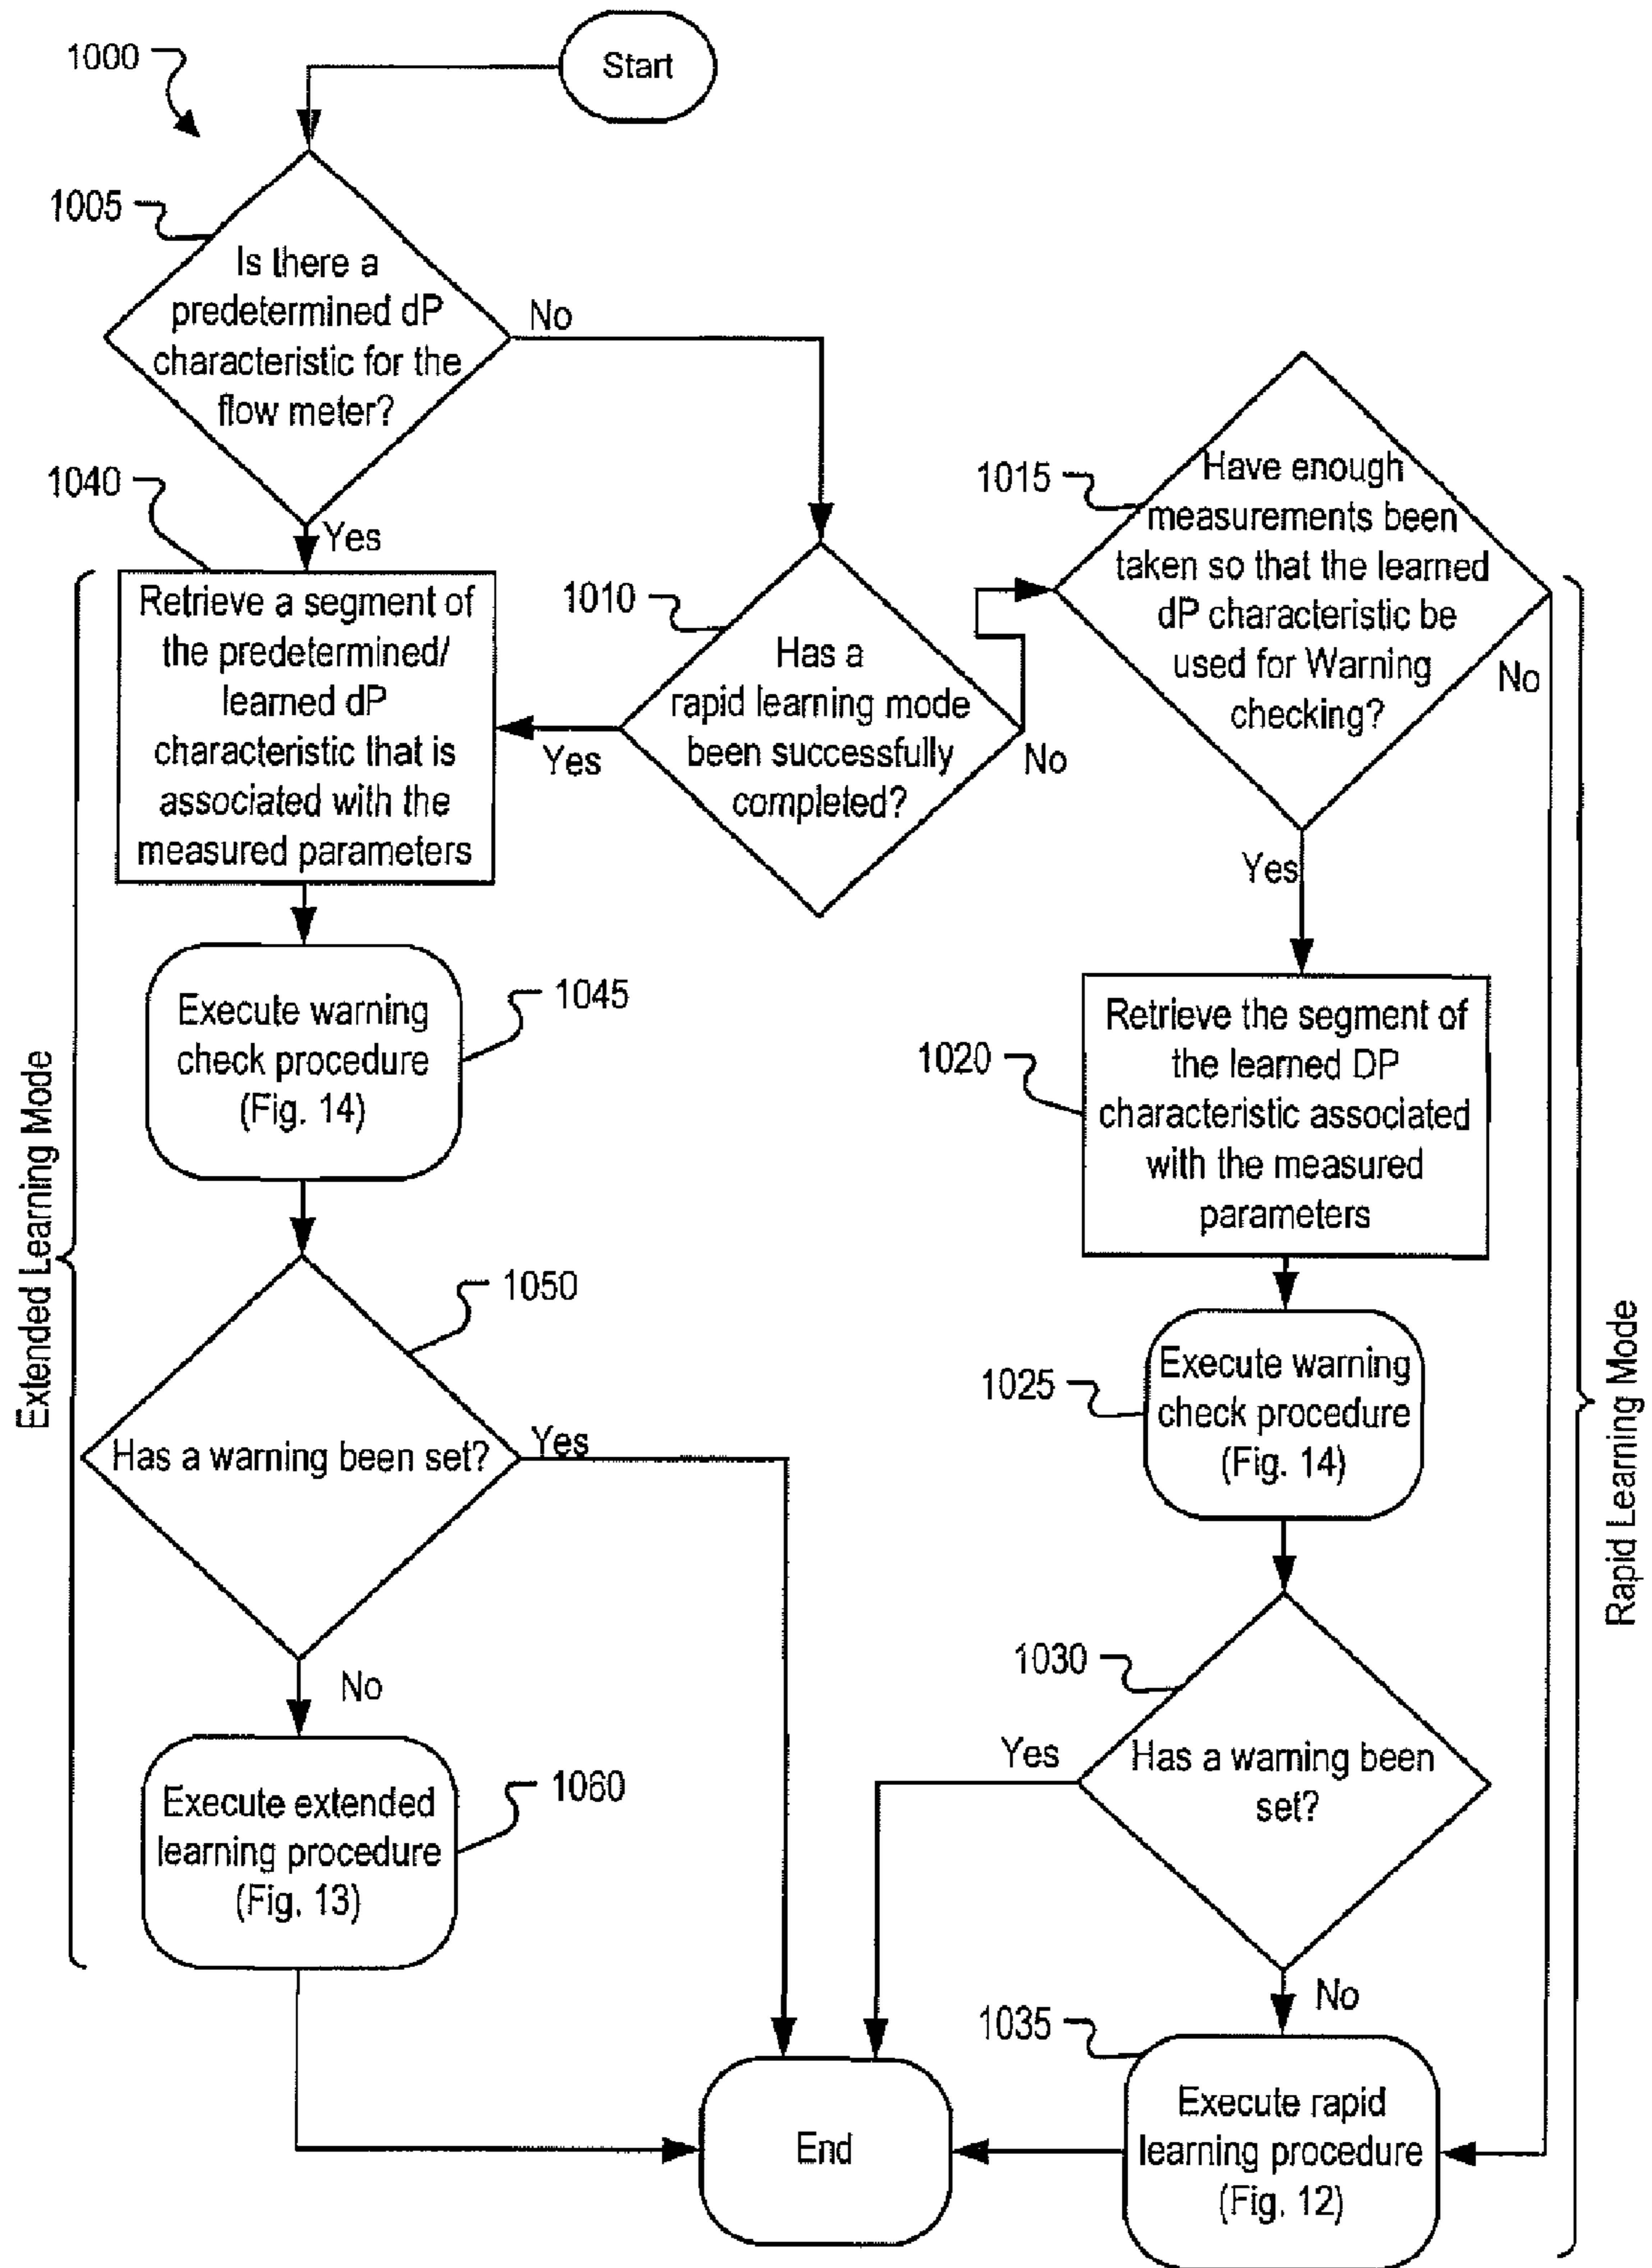 1000
Start
1005
Is there a
predetermined dP
characteristic for the
flow meter?
No
Yes
1040
Retrieve a segment of
the predetermined/
learned dP
characteristic that is
associated with the
measured parameters
1010
Has a
rapid learning mode
been successfully
completed?
Yes
No
1015
Have enough
measurements been
taken so that the learned
dP characteristic be
used for Warning
checking?
No
Yes
1020
Retrieve the segment of
the learned DP
characteristic associated
with the measured
parameters
Execute warning
check procedure
(Fig. 14)
1045
Extended Learning Mode
1050
Has a warning been set?
Yes
No
1025
Execute warning
check procedure
(Fig. 14)
Rapid Learning Mode
1030
Has a warning been
set?
Yes
No
Execute extended
learning procedure
(Fig. 13)
1060
1035
Execute rapid
learning procedure
(Fig. 12)
End